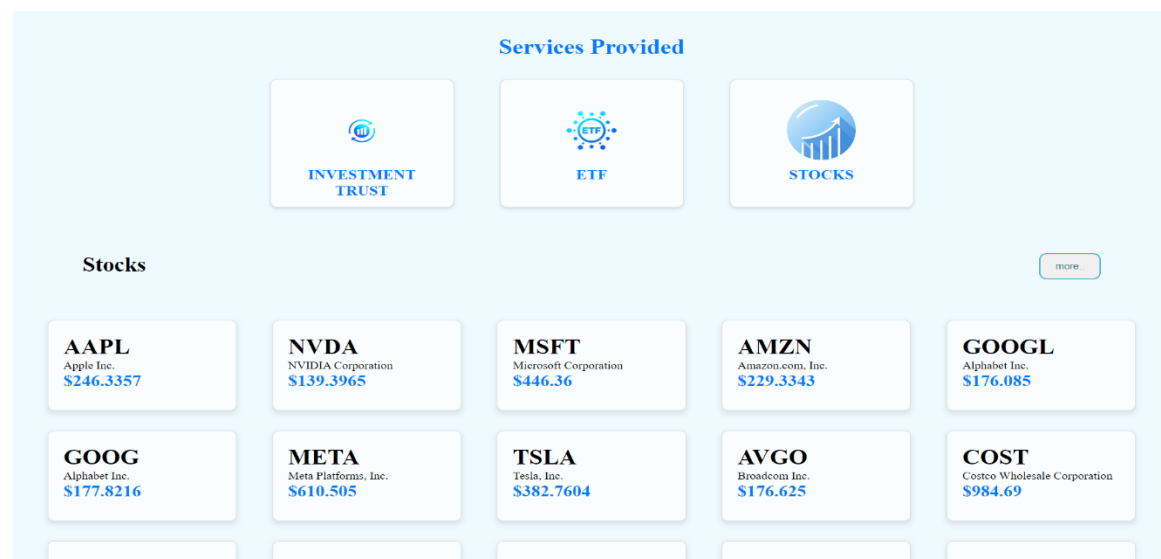 Services Provided
ETF
INVESTMENT
TRUST
ETF
STOCKS
Stocks
more..
AAPL
Apple Inc.
$246.3357
NVDA
NVIDIA Corporation
$139.3965
MSFT
Microsoft Corporation
$446.36
AMZN
Amazon.com, Inc.
$229.3343
GOOGL
Alphabet Inc.
$176.085
GOOG
Alphabet Inc.
$177.8216
META
Meta Platforms, Inc.
$610.505
TSLA
Tesla, Inc.
$382.7604
AVGO
Broadcom Inc.
$176.625
COST
Costco Wholesale Corporation
$984.69